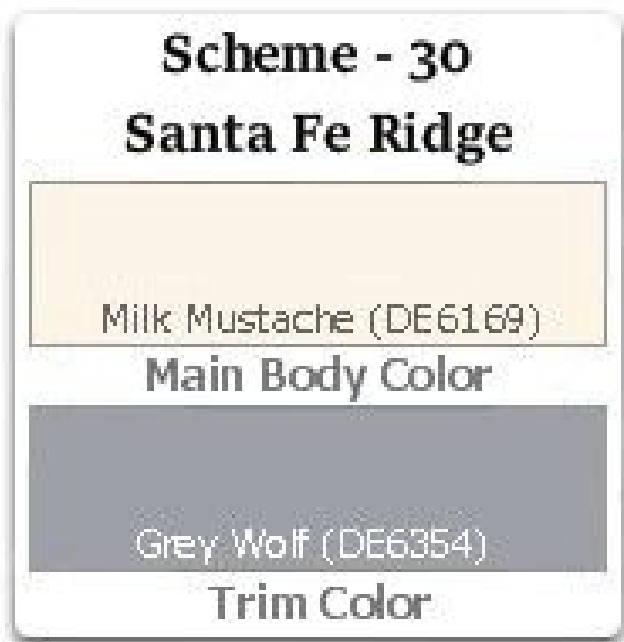 Scheme - 30
Santa Fe Ridge
Milk Mustache (DE6169)
Main Body Color
Grey Wolf (DE6354)
Trim Color